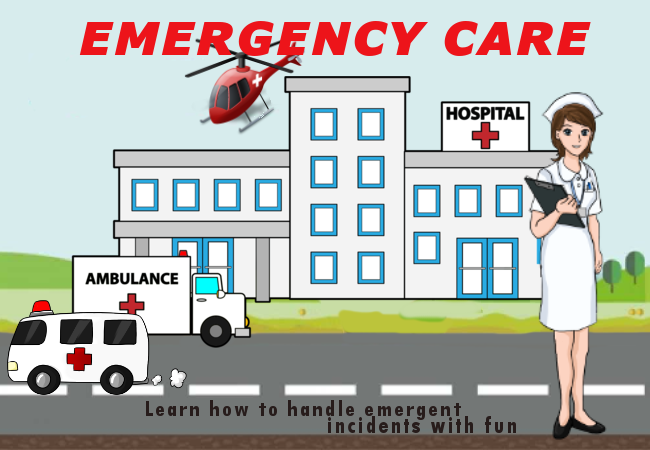 EMERGENCY CARE
HOSPITAL
AMBULANCE
Learn how to handle emergent
incidents with fun